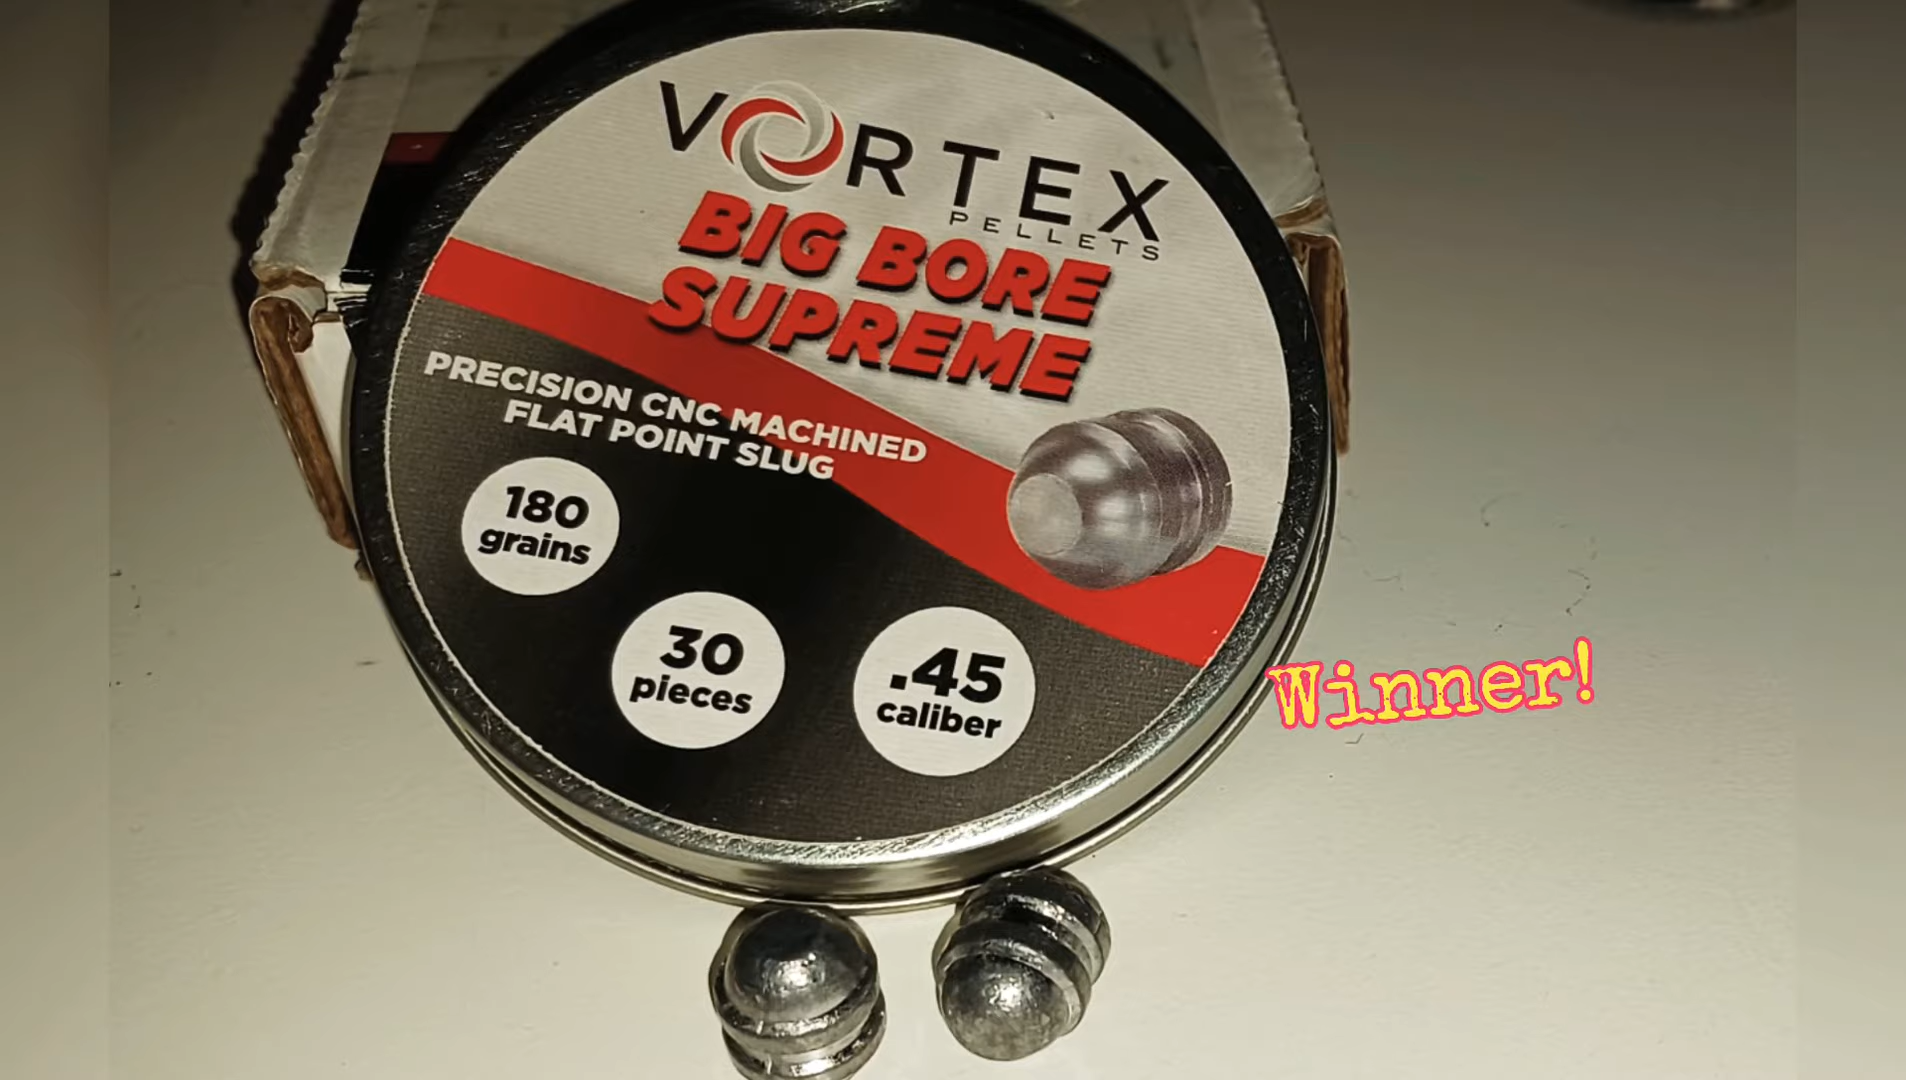 VORTEX
PELLETS
BIG BORE
SUPREME
PRECISION CNC MACHINED
FLAT POINT SLUG
180
grains
30
pieces
.45
caliber
Winner!